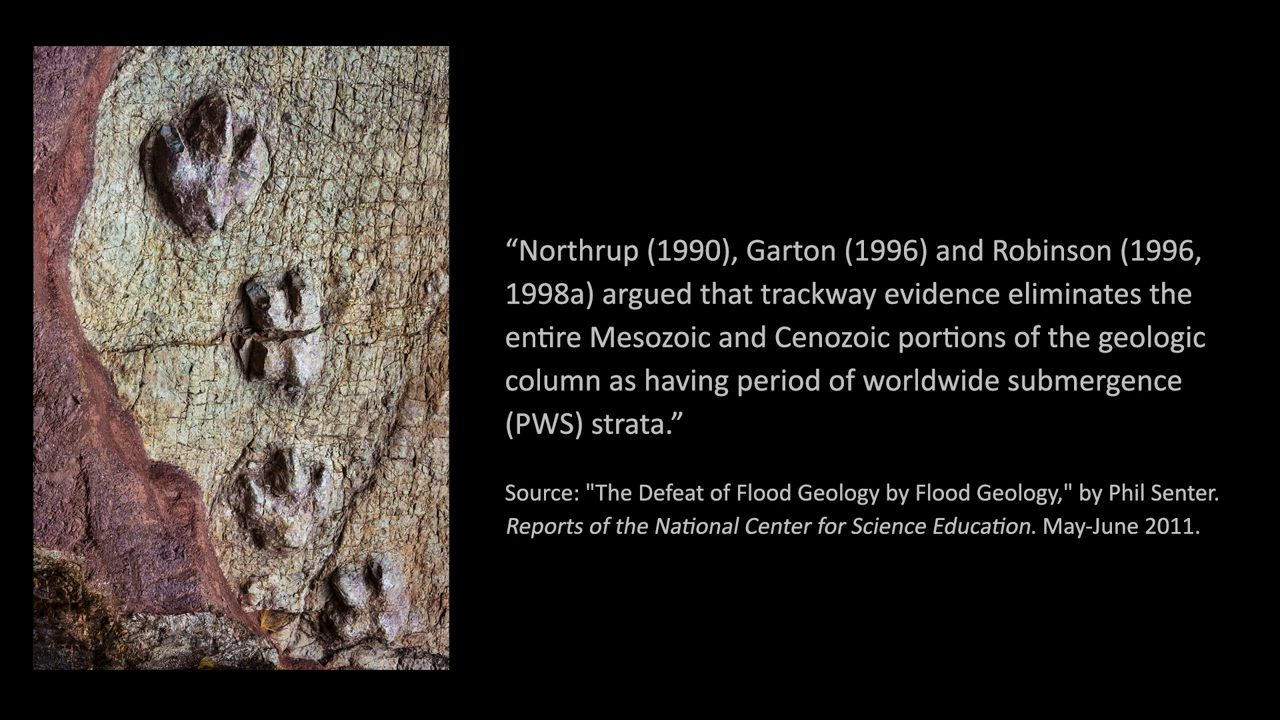 “Northrup (1990), Garton (1996) and Robinson (1996,
1998a) argued that trackway evidence eliminates the
entire Mesozoic and Cenozoic portions of the geologic
column as having period of worldwide submergence
(PWS) strata.”
Source: "The Defeat of Flood Geology by Flood Geology," by Phil Senter.
Reports of the National Center for Science Education. May-June 2011.